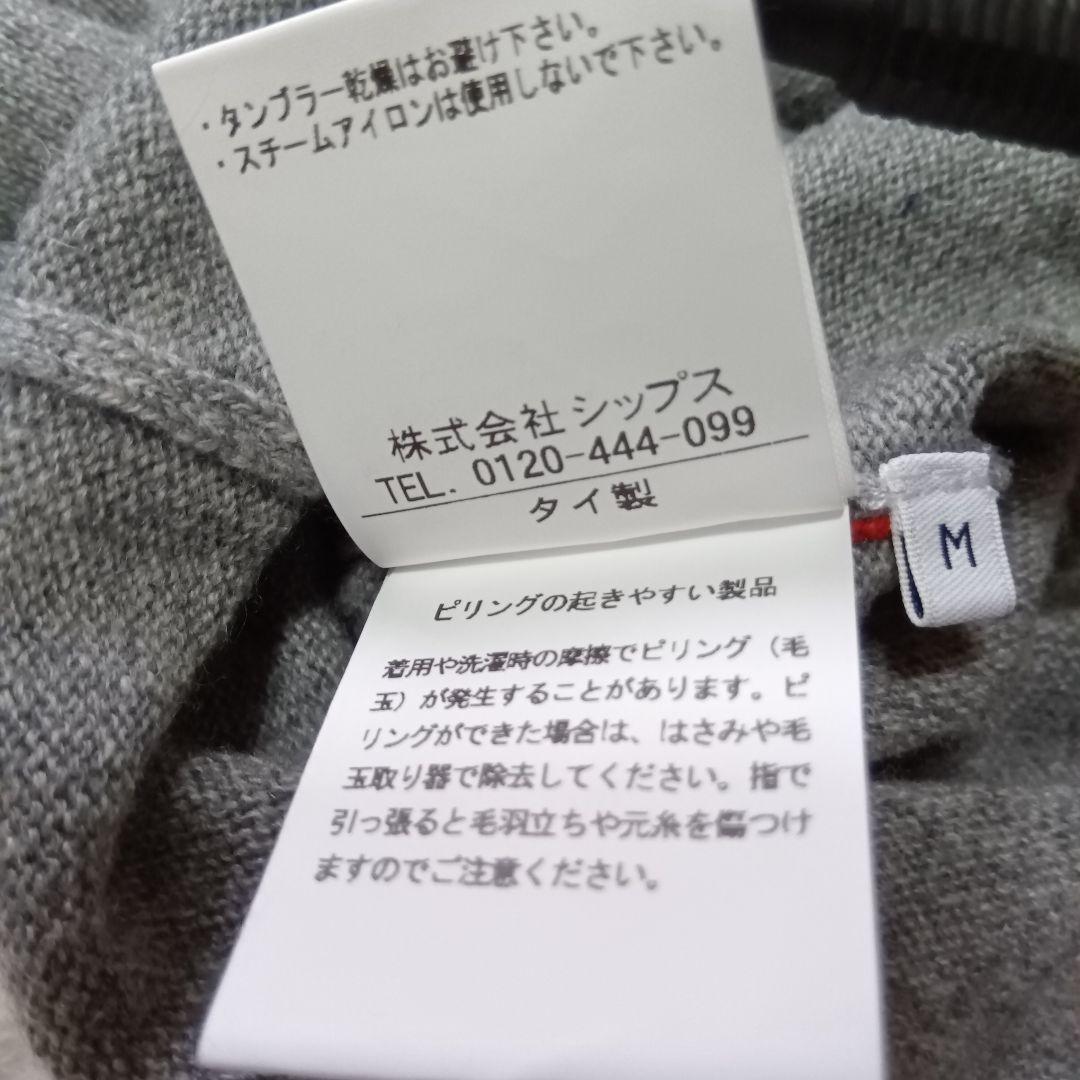 ・タンブラー乾燥はお避け下さい。
・スチームアイロンは使用しないで下さい。
株式会社シップス
TEL. 0120-444-099
タイ製
M
ピリングの起きやすい製品
着用や洗濯時の摩擦でピリング（毛
玉）が発生することがあります。ピ
リングができた場合は、はさみや毛
玉取り器で除去してください。指で
引っ張ると毛羽立ちや元糸を傷つけ
ますのでご注意ください。